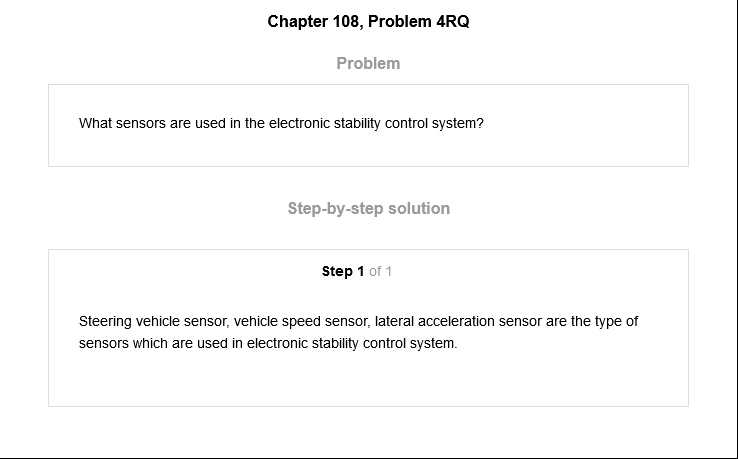 Chapter 108, Problem 4RQ
Problem
What sensors are used in the electronic stability control system?
Step-by-step solution
Step 1 of 1
Steering vehicle sensor, vehicle speed sensor, lateral acceleration sensor are the type of
sensors which are used in electronic stability control system.